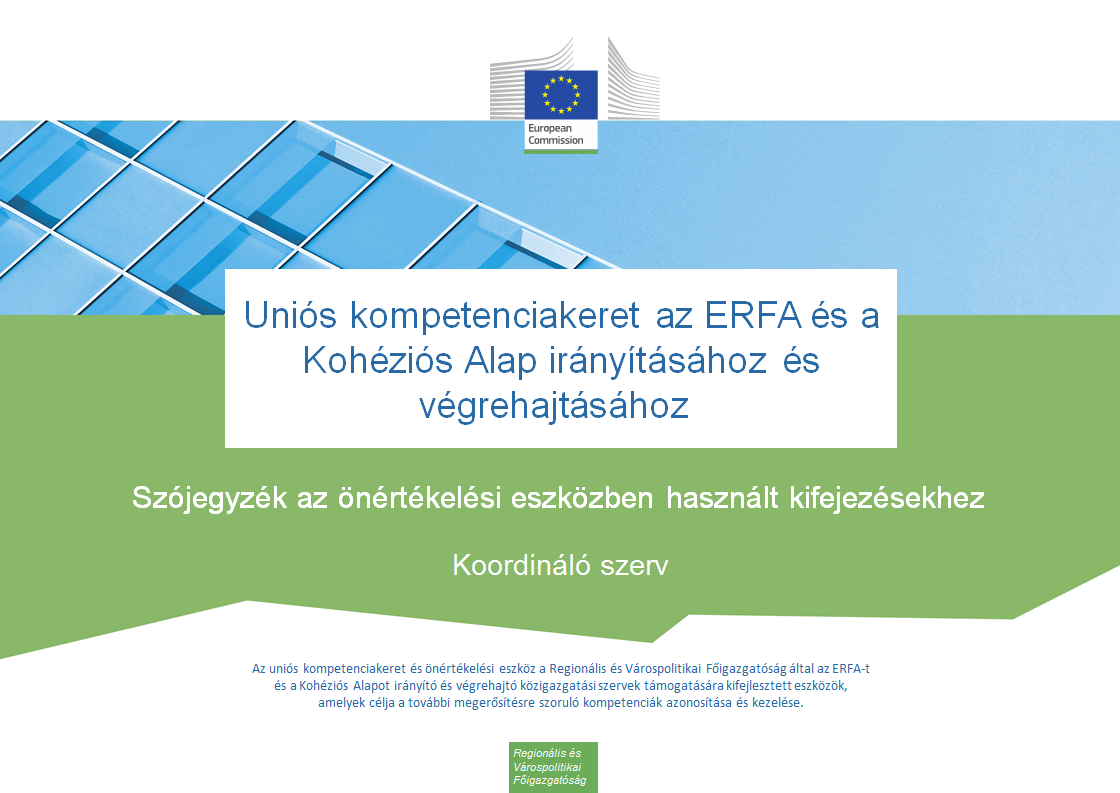 European
Commission
Uniós kompetenciakeret az ERFA és a
Kohéziós Alap irányításához és
végrehajtásához
Szójegyzék az önértékelési eszközben használt kifejezésekhez
Koordináló szerv
Az uniós kompetenciakeret és önértékelési eszköz a Regionális és Várospolitikai Főigazgatóság által az ERFA-t
és a Kohéziós Alapot irányító és végrehajtó közigazgatási szervek támogatására kifejlesztett eszközök,
amelyek célja a további megerősítésre szoruló kompetenciák azonosítása és kezelése.
Regionális és
Várospolitikai
Főigazgatóság